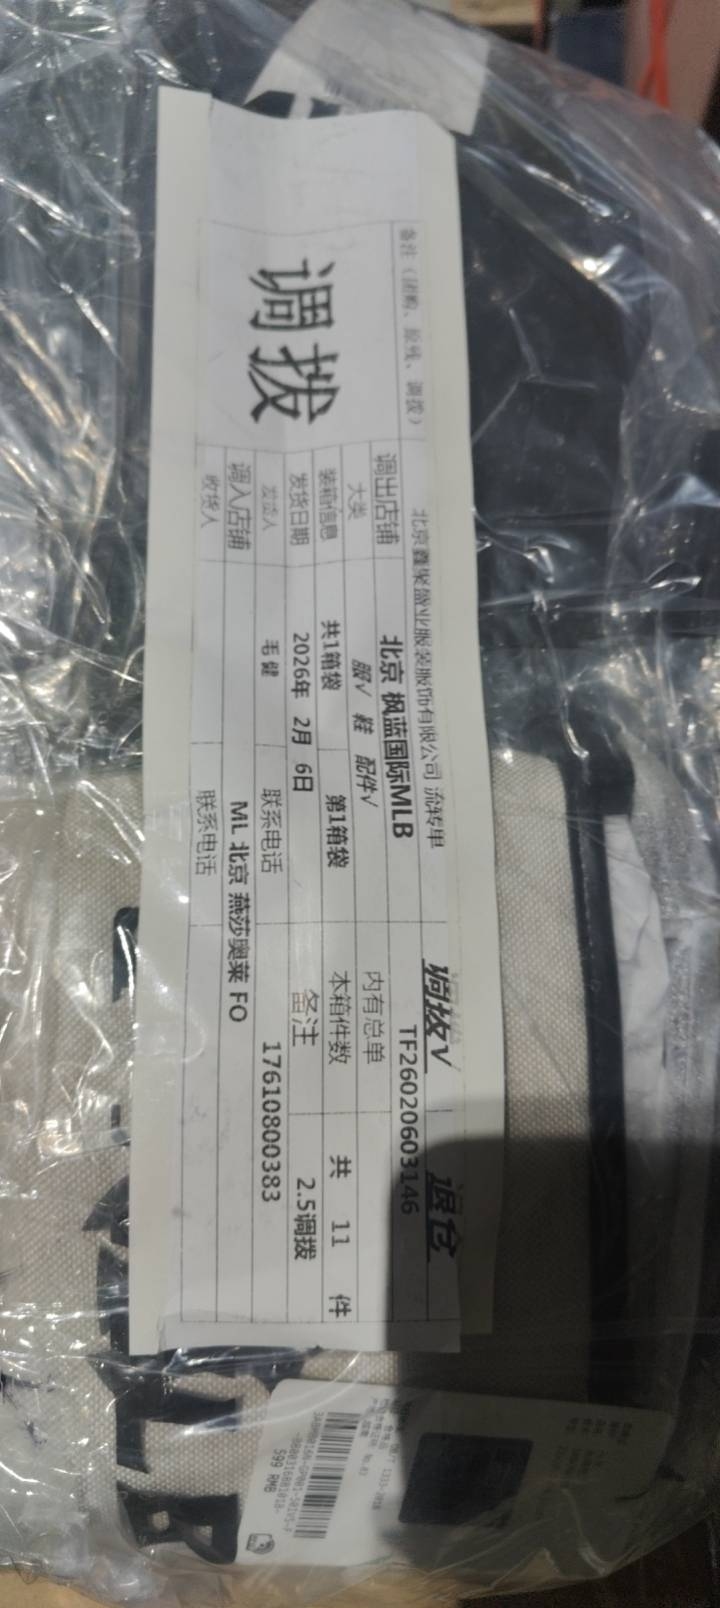 北京鑫聚盛业服装服饰有限公司 流转单 调拨√ 退仓
调出店铺 北京 枫蓝国际MLB TF26020603146
大类 服√ 鞋 配件√ 内有总单
装箱信息 共1箱袋 第1箱袋 本箱件数 共 11 件
发货日期 2026年 2月 6日 备注 2.5调拨
发货人 毛健 联系电话 17610800383
调入店铺 ML 北京 燕莎奥莱 FO
收货人 联系电话
备注（团购、原残、调拨）
调拨
599 RMB